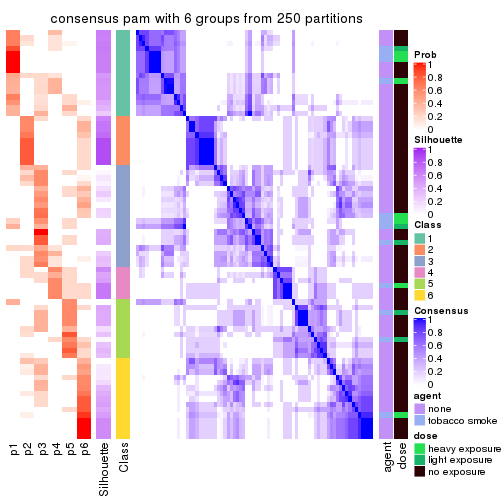 consensus pam with 6 groups from 250 partitions
Prob
1
0.8
0.6
0.4
0.2
0
Silhouette
1
0.8
0.6
0.4
0.2
0
Class
1
2
3
4
5
6
Consensus
1
0.8
0.6
0.4
0.2
0
agent
none
tobacco smoke
dose
heavy exposure
light exposure
no exposure
p1
p2
p3
p4
p5
p6
Silhouette
Class
agent
dose